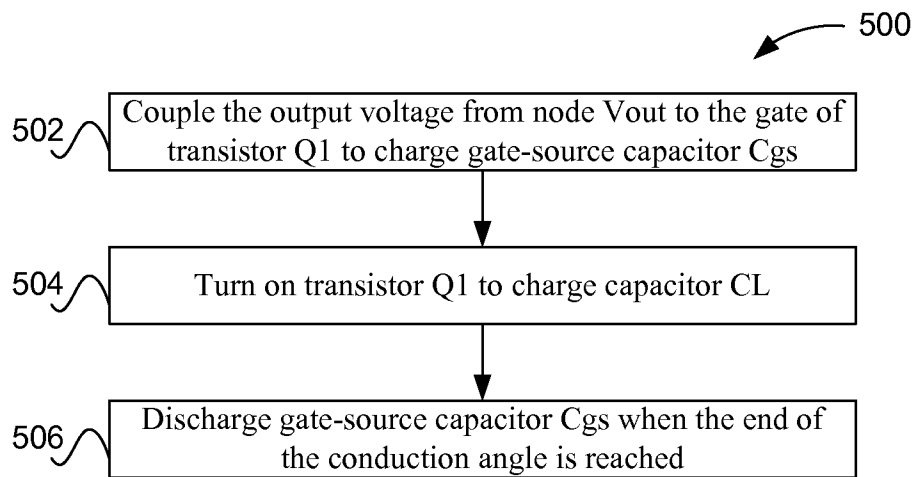 500
502
Couple the output voltage from node Vout to the gate of
transistor Q1 to charge gate-source capacitor Cgs
504
Turn on transistor Q1 to charge capacitor CL
506
Discharge gate-source capacitor Cgs when the end of
the conduction angle is reached